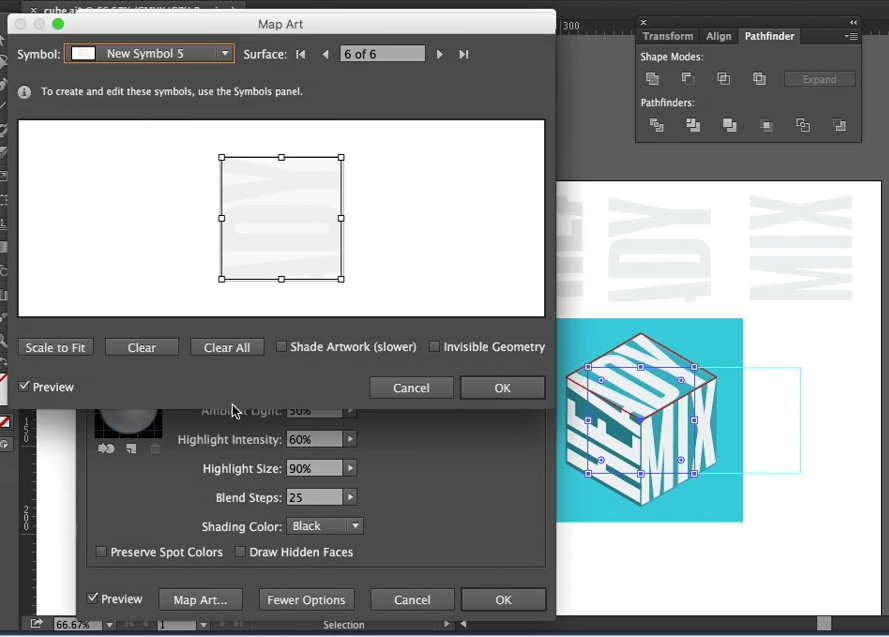 Map Art
300
Symbol: New Symbol 5 Surface: 6 of 6
To create and edit these symbols, use the Symbols panel.
Transform Align Pathfinder
Shape Modes:
Expand
Pathfinders:
MIX
Scale to Fit Clear Clear All Shade Artwork (slower) Invisible Geometry
Preview Cancel OK
MIX
Ambient Light: 50%
Highlight Intensity: 60%
Highlight Size: 90%
Blend Steps: 25
Shading Color: Black
Preserve Spot Colors Draw Hidden Faces
Preview Map Art... Fewer Options Cancel OK
66.67% 1 Selection